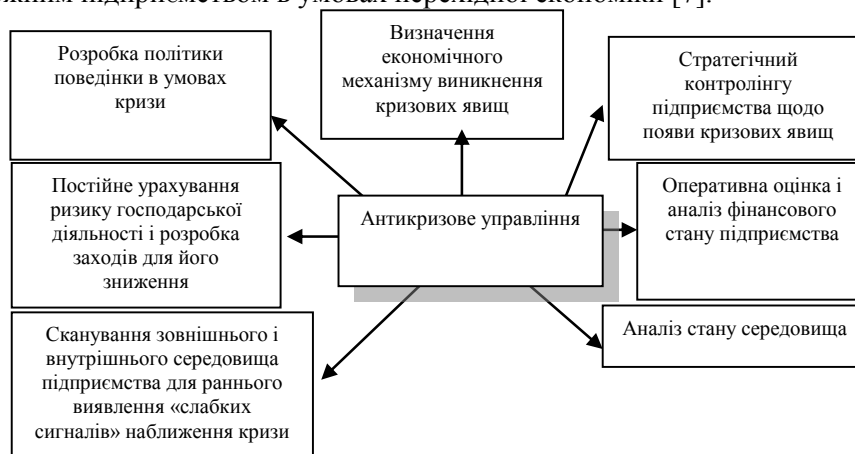 підприємством в умовах перехідної економіки [7].
Розробка політики
поведінки в умовах
кризи
Визначення
економічного
механізму виникнення
кризових явищ
Стратегічний
контролінгу
підприємства щодо
появи кризових явищ
Постійне урахування
ризику господарської
діяльності і розробка
заходів для його
зниження
Антикризове управління
Оперативна оцінка і
аналіз фінансового
стану підприємства
Сканування зовнішнього і
внутрішнього середовища
підприємства для раннього
виявлення «слабких
сигналів» наближення кризи
Аналіз стану середовища